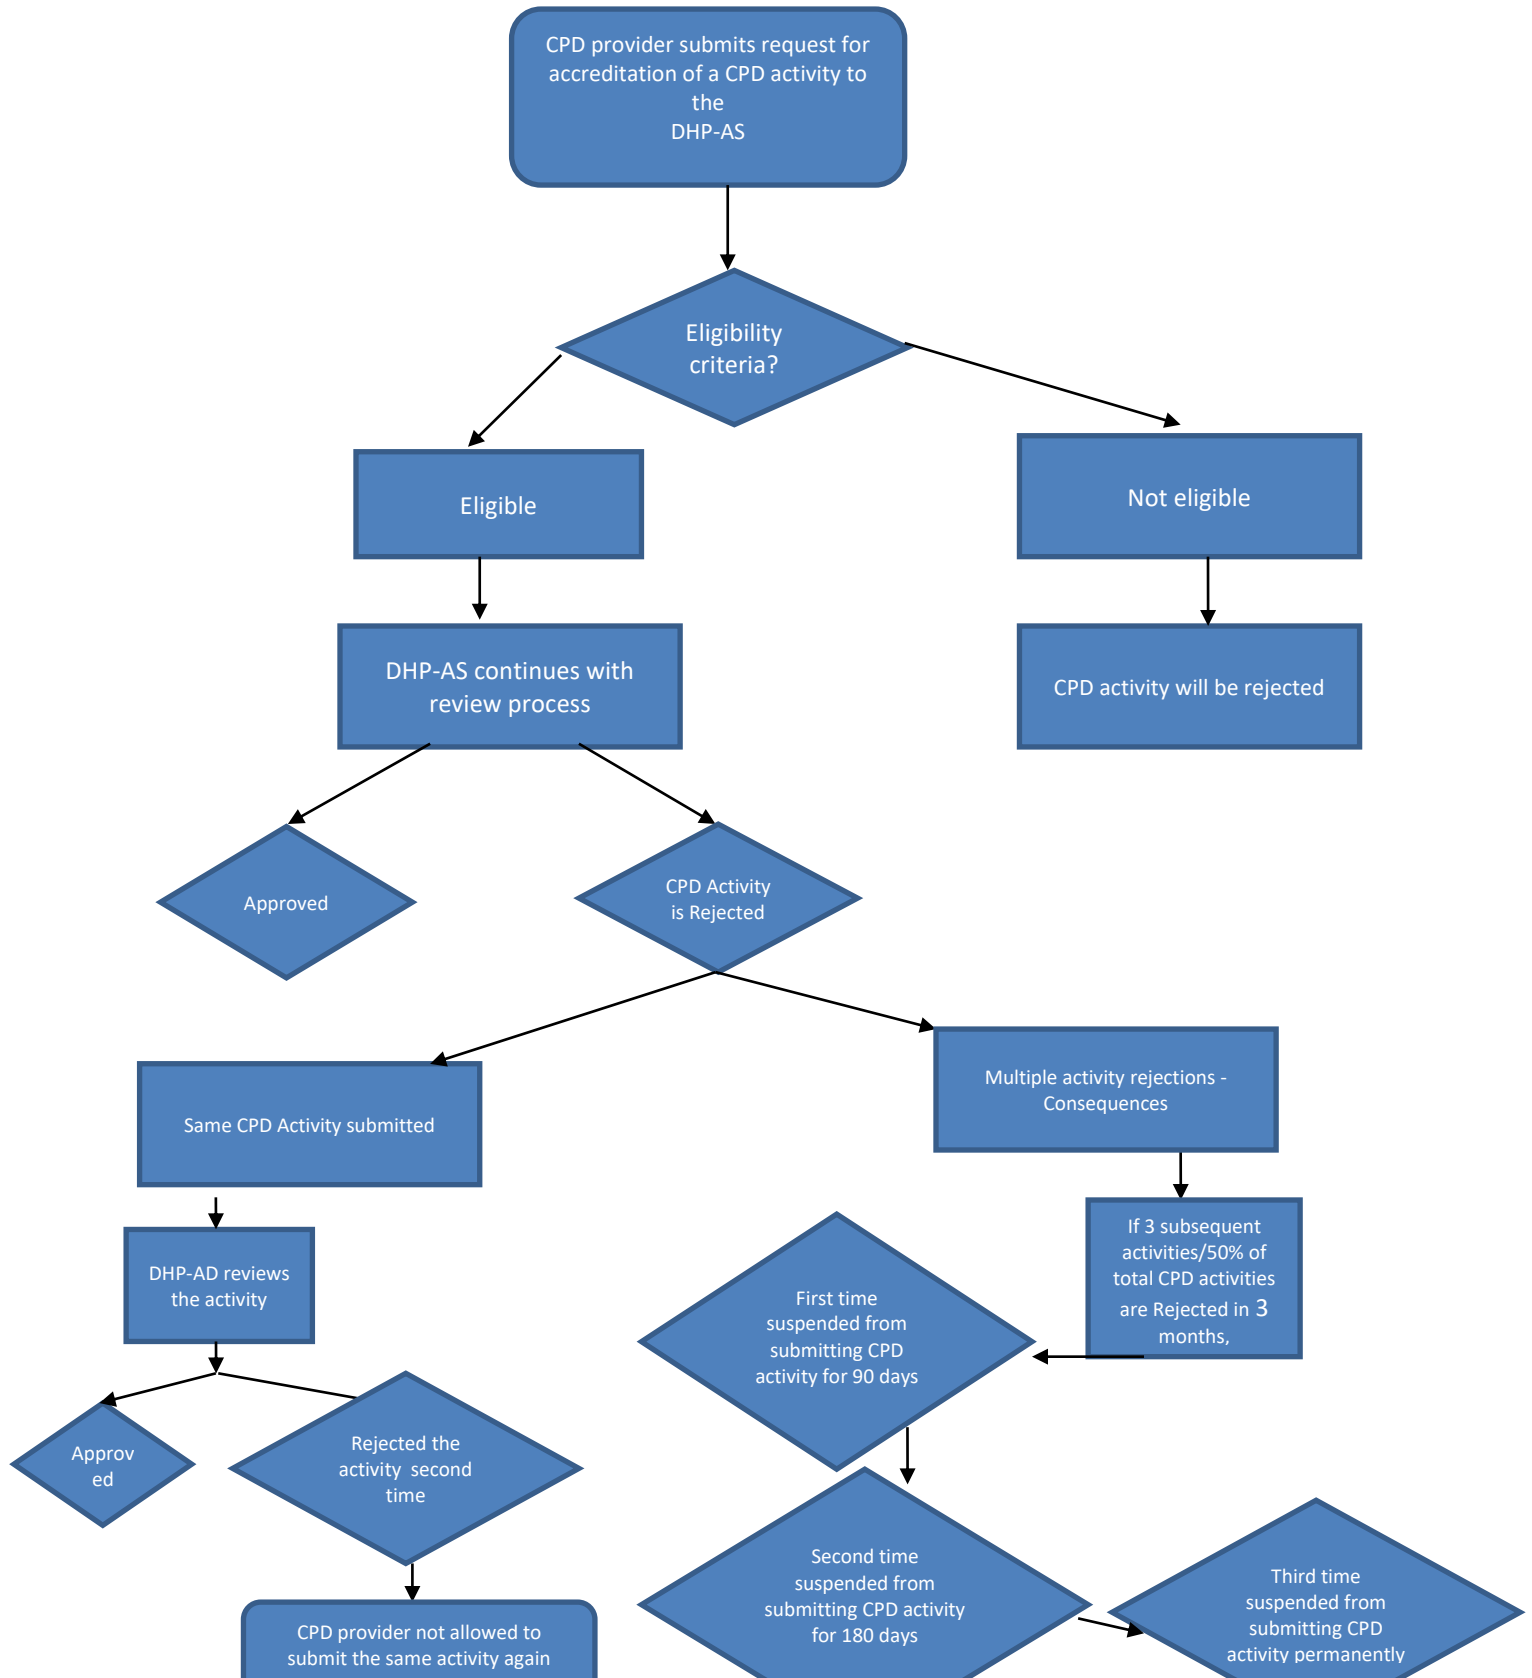 CPD provider submits request for
accreditation of a CPD activity to
the
DHP-AS
Eligibility
criteria?
Eligible
Not eligible
DHP-AS continues with
review process
CPD activity will be rejected
Approved
CPD Activity
is Rejected
Same CPD Activity submitted
Multiple activity rejections -
Consequences
DHP-AD reviews
the activity
If 3 subsequent
activities/50% of
total CPD activities
are Rejected in 3
months,
First time
suspended from
submitting CPD
activity for 90 days
Approv
ed
Rejected the
activity second
time
Second time
suspended from
submitting CPD activity
for 180 days
Third time
suspended from
submitting CPD
activity permanently
CPD provider not allowed to
submit the same activity again